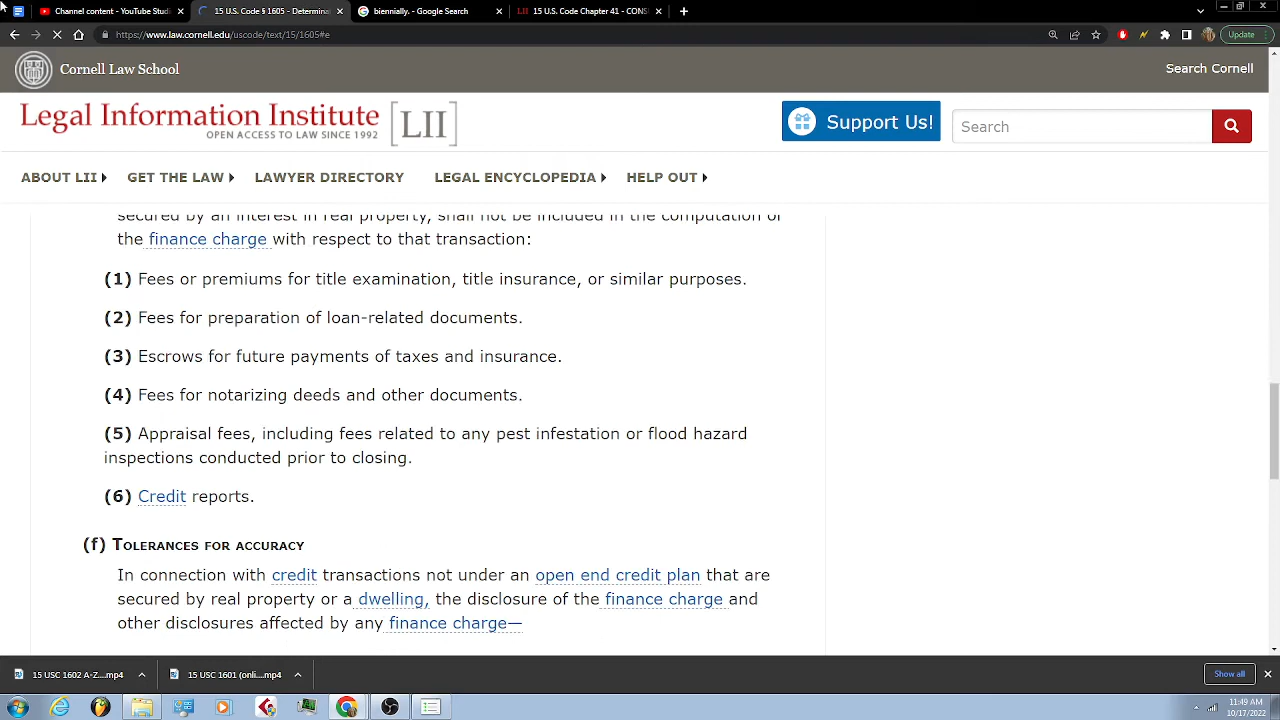 Channel content - YouTube Studi
15 U.S. Code § 1605 - Determina
biennially. - Google Search
15 U.S. Code Chapter 41 - CONS
https://www.law.cornell.edu/uscode/text/15/1605#e
Update
Cornell Law School
Search Cornell
Legal Information Institute
OPEN ACCESS TO LAW SINCE 1992
LII
Support Us!
Search
ABOUT LII
GET THE LAW
LAWYER DIRECTORY
LEGAL ENCYCLOPEDIA
HELP OUT
secured by an interest in real property, shall not be included in the computation of
the finance charge with respect to that transaction:
(1) Fees or premiums for title examination, title insurance, or similar purposes.
(2) Fees for preparation of loan-related documents.
(3) Escrows for future payments of taxes and insurance.
(4) Fees for notarizing deeds and other documents.
(5) Appraisal fees, including fees related to any pest infestation or flood hazard
inspections conducted prior to closing.
(6) Credit reports.
(f) Tolerances for accuracy
In connection with credit transactions not under an open end credit plan that are
secured by real property or a dwelling, the disclosure of the finance charge and
other disclosures affected by any finance charge—
15 USC 1602 A-Z....mp4
15 USC 1601 (onli....mp4
Show all
11:49 AM
10/17/2022